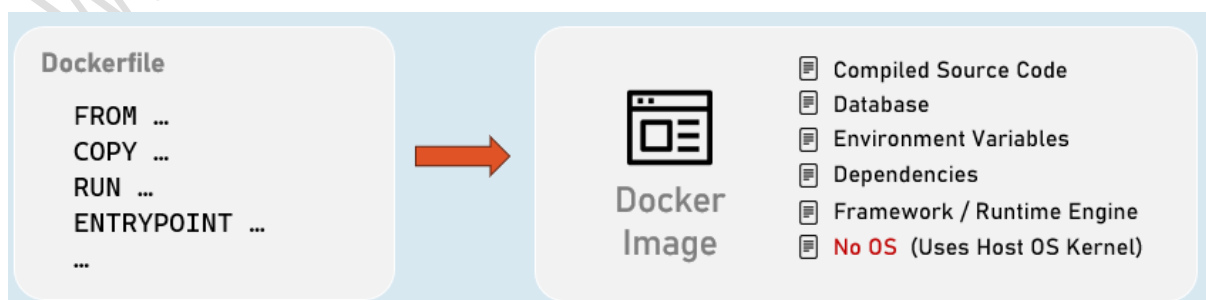 Dockerfile
FROM …
COPY …
RUN …
ENTRYPOINT …
…
Docker
Image
Compiled Source Code
Database
Environment Variables
Dependencies
Framework / Runtime Engine
No OS (Uses Host OS Kernel)